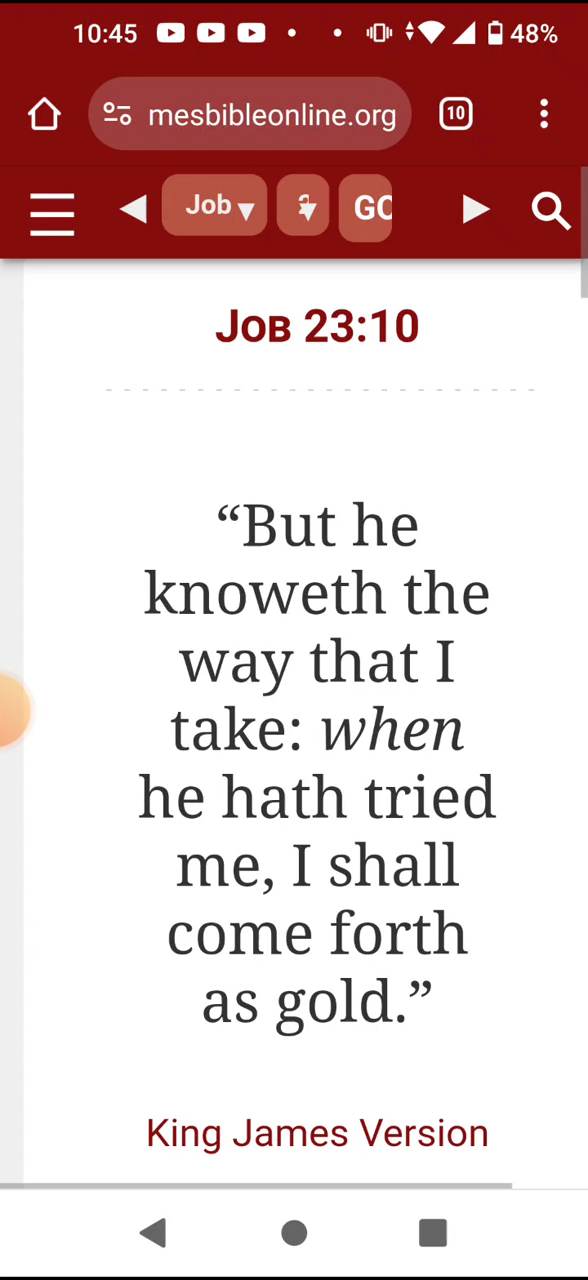 10:45 48%
mesbibleonline.org 10
Job GO
JOB 23:10
“But he
knoweth the
way that I
take: when
he hath tried
me, I shall
come forth
as gold.”
King James Version